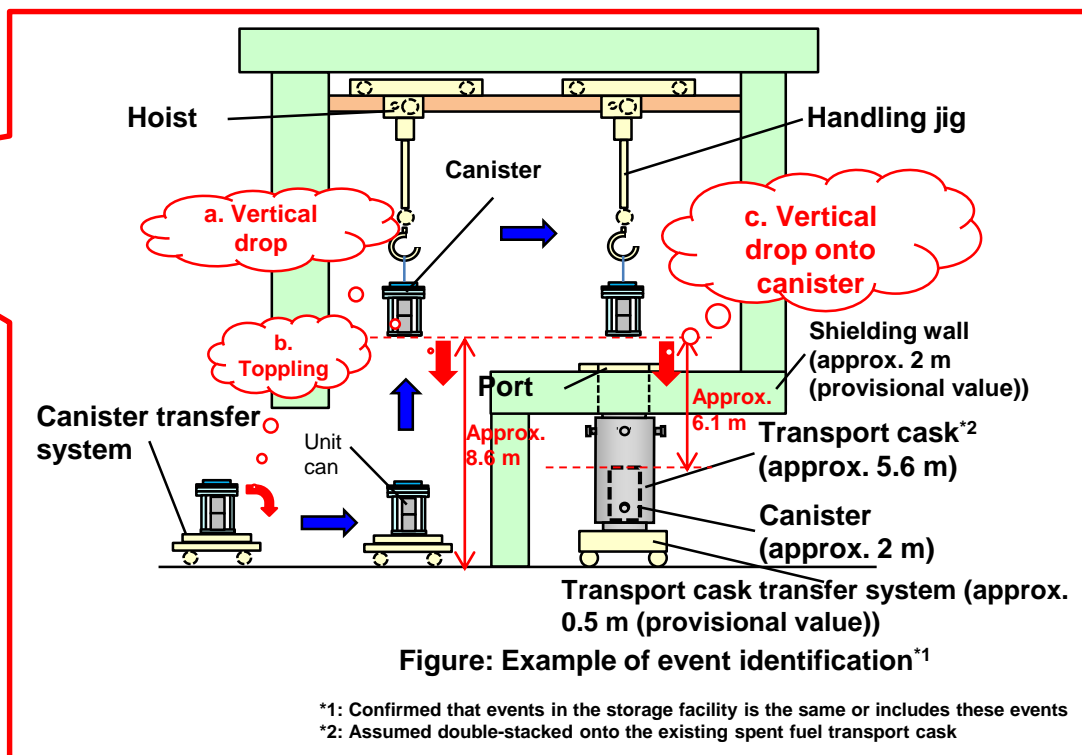 Hoist
Handling jig
Canister
a. Vertical
drop
c. Vertical
drop onto
canister
b.
Toppling
Shielding wall
(approx. 2 m
(provisional value))
Port
Approx.
6.1 m
Canister transfer
system
Unit
can
Approx.
8.6 m
Transport cask*2
(approx. 5.6 m)
Canister
(approx. 2 m)
Transport cask transfer system (approx.
0.5 m (provisional value))
Figure: Example of event identification*1
*1: Confirmed that events in the storage facility is the same or includes these events
*2: Assumed double-stacked onto the existing spent fuel transport cask